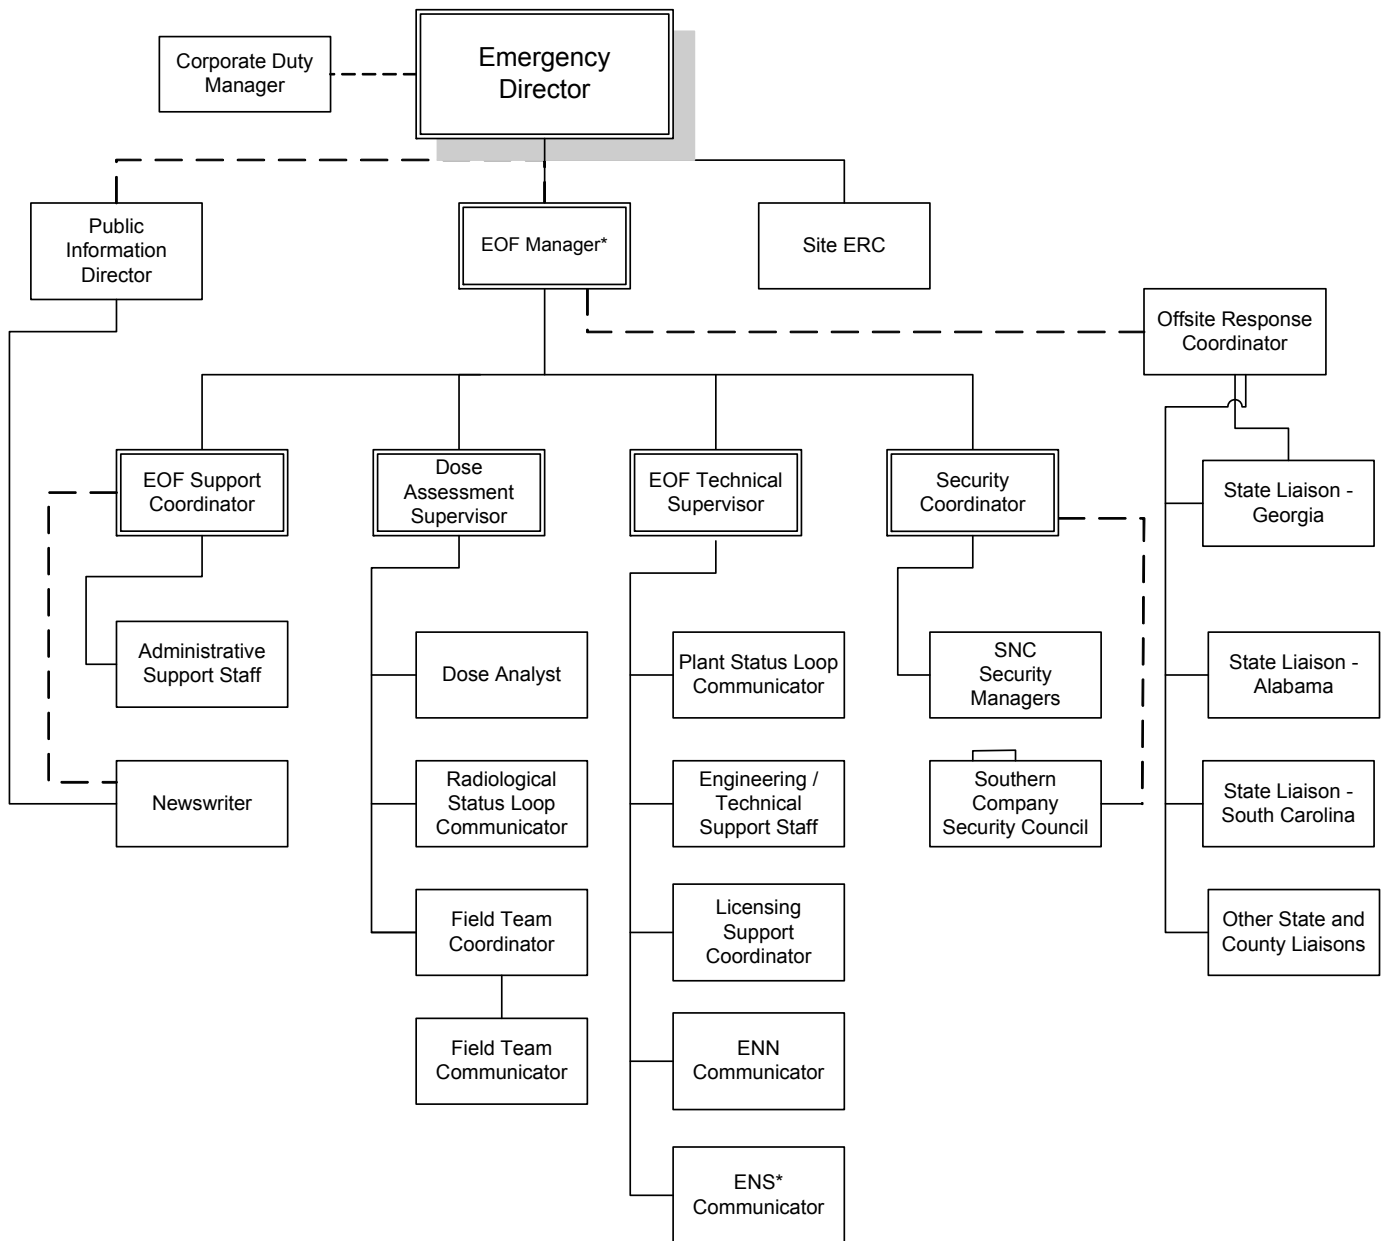 Emergency
Director
Corporate Duty
Manager
Public
Information
Director
EOF Manager*
Site ERC
Offsite Response
Coordinator
EOF Support
Coordinator
Dose
Assessment
Supervisor
EOF Technical
Supervisor
Security
Coordinator
State Liaison -
Georgia
Administrative
Support Staff
Dose Analyst
Plant Status Loop
Communicator
SNC
Security
Managers
State Liaison -
Alabama
Newswriter
Radiological
Status Loop
Communicator
Engineering /
Technical
Support Staff
Southern
Company
Security Council
State Liaison -
South Carolina
Field Team
Coordinator
Licensing
Support
Coordinator
Other State and
County Liaisons
Field Team
Communicator
ENN
Communicator
ENS*
Communicator